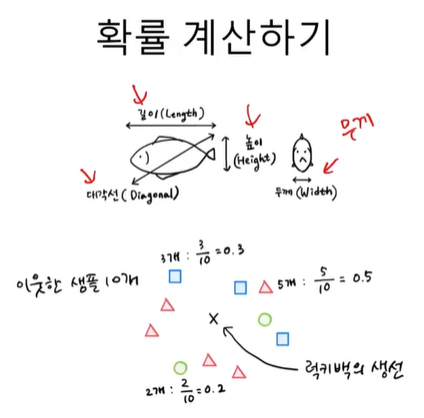 확률 계산하기
길이(Length)
높이
(Height)
무게
대각선(Diagonal)
두께(Width)
이웃한 샘플 10개
3개 : 3/10 = 0.3
5개 : 5/10 = 0.5
X
럭키백의 생선
2개 : 2/10 = 0.2